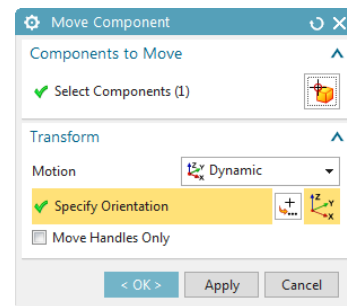 Move Component
Components to Move
Select Components (1)
Transform
Motion
Dynamic
Specify Orientation
Move Handles Only
< OK >
Apply
Cancel